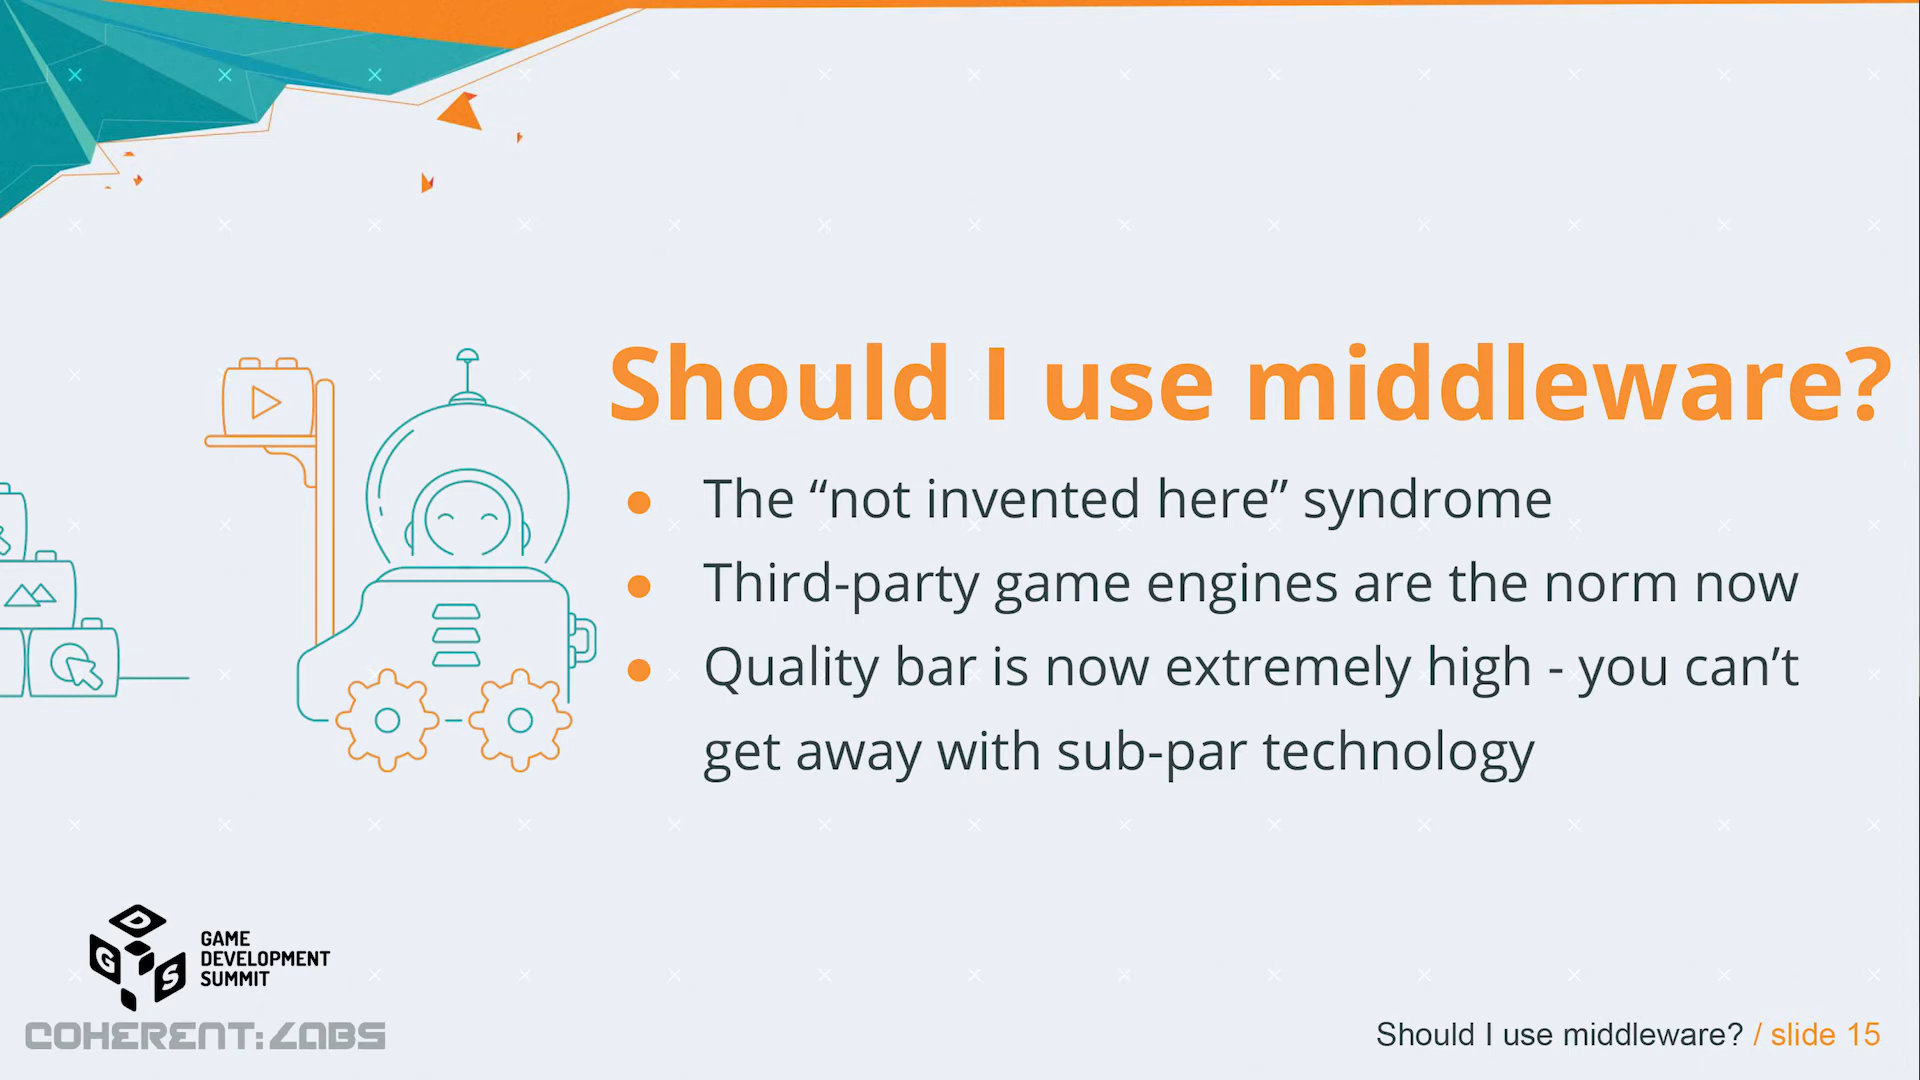 Should I use middleware?
● The “not invented here” syndrome
● Third-party game engines are the norm now
● Quality bar is now extremely high - you can’t
get away with sub-par technology
D
G S
GAME
DEVELOPMENT
SUMMIT
COHERENT:LABS
Should I use middleware? / slide 15